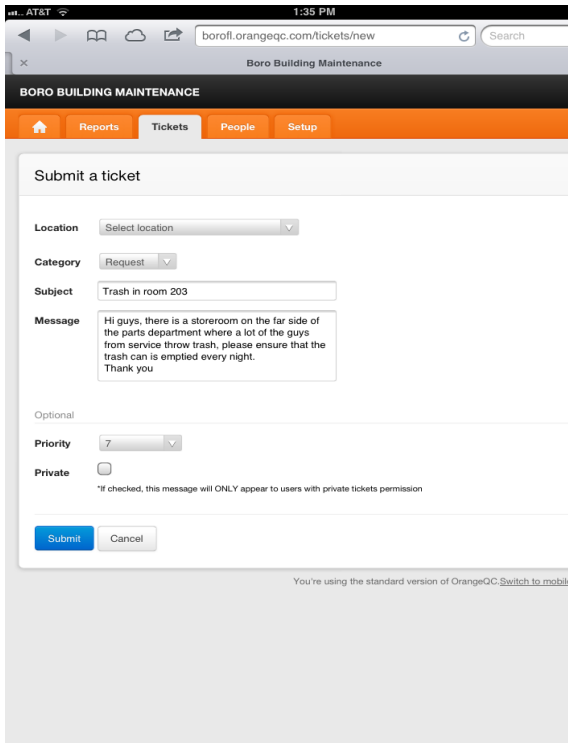 AT&T 1:35 PM
borofl.orangeqc.com/tickets/new Search
Boro Building Maintenance
BORO BUILDING MAINTENANCE
Reports Tickets People Setup
Submit a ticket
Location Select location
Category Request
Subject Trash in room 203
Message Hi guys, there is a storeroom on the far side of
the parts department where a lot of the guys
from service throw trash, please ensure that the
trash can is emptied every night.
Thank you
Optional
Priority 7
Private
*If checked, this message will ONLY appear to users with private tickets permission
Submit Cancel
You're using the standard version of OrangeQC.Switch to mobile